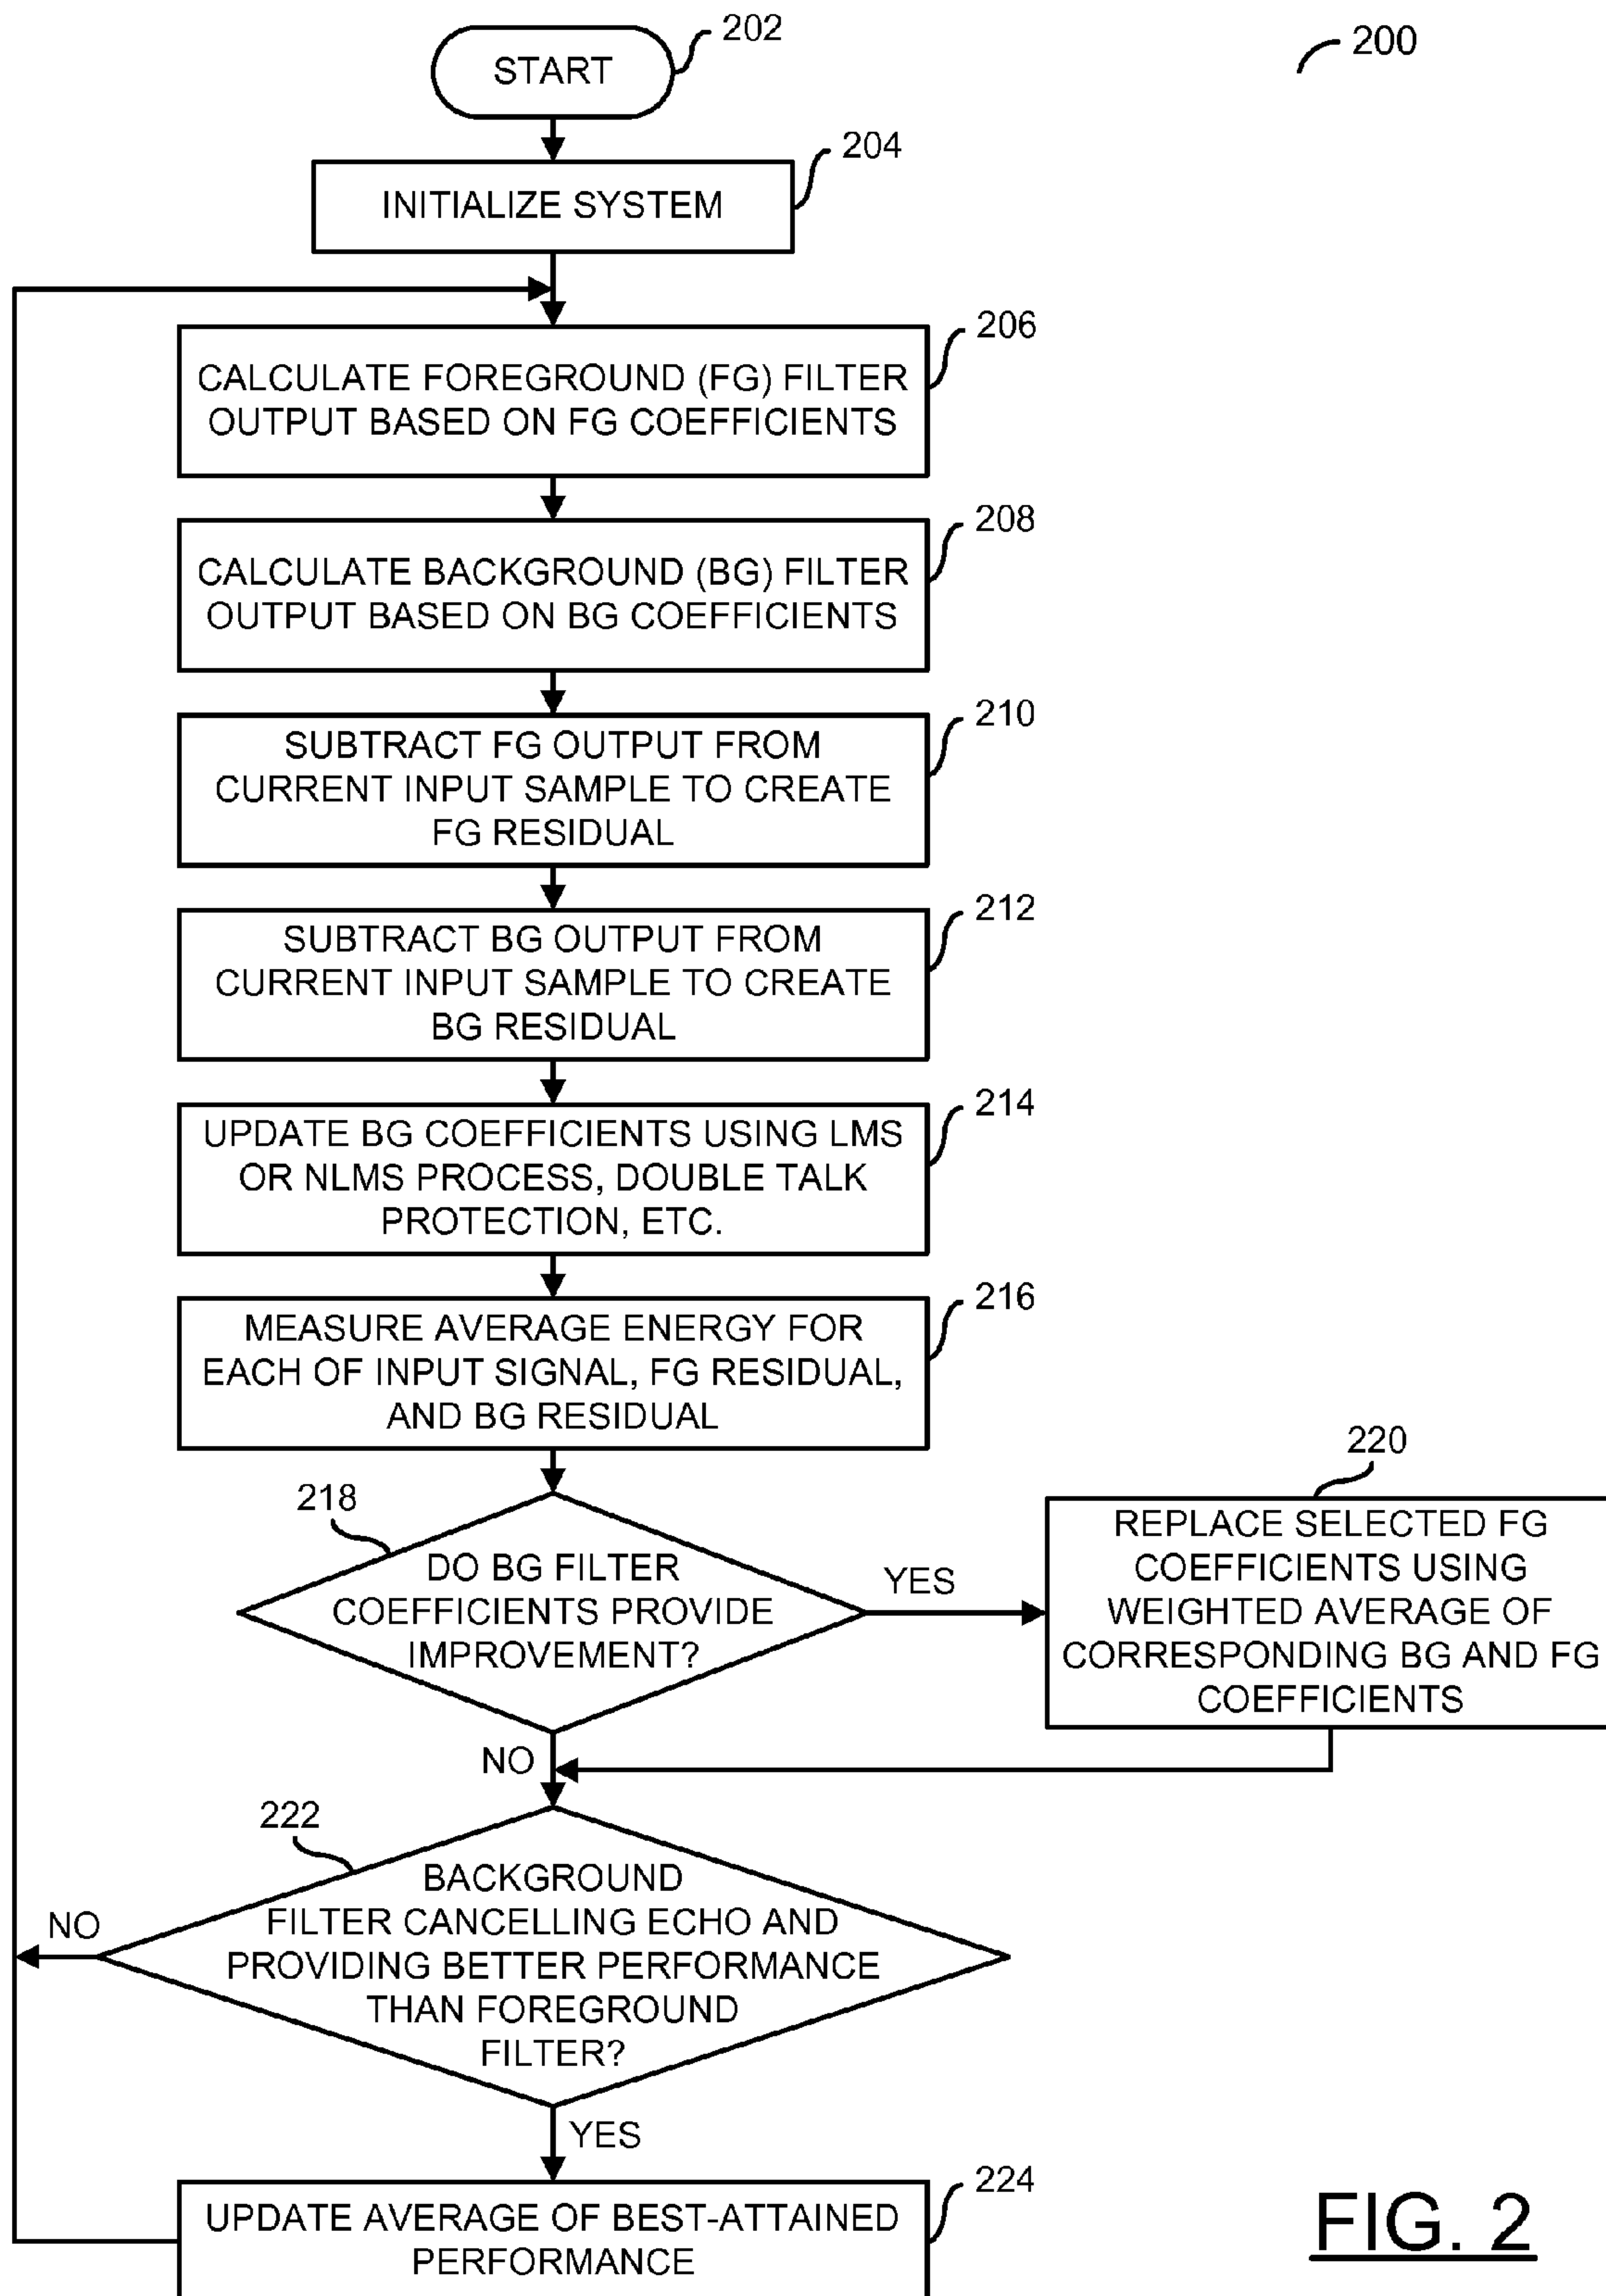 200
202
START
204
INITIALIZE SYSTEM
206
CALCULATE FOREGROUND (FG) FILTER
OUTPUT BASED ON FG COEFFICIENTS
208
CALCULATE BACKGROUND (BG) FILTER
OUTPUT BASED ON BG COEFFICIENTS
210
SUBTRACT FG OUTPUT FROM
CURRENT INPUT SAMPLE TO CREATE
FG RESIDUAL
212
SUBTRACT BG OUTPUT FROM
CURRENT INPUT SAMPLE TO CREATE
BG RESIDUAL
214
UPDATE BG COEFFICIENTS USING LMS
OR NLMS PROCESS, DOUBLE TALK
PROTECTION, ETC.
216
MEASURE AVERAGE ENERGY FOR
EACH OF INPUT SIGNAL, FG RESIDUAL,
AND BG RESIDUAL
218
DO BG FILTER
COEFFICIENTS PROVIDE
IMPROVEMENT?
YES
220
REPLACE SELECTED FG
COEFFICIENTS USING
WEIGHTED AVERAGE OF
CORRESPONDING BG AND FG
COEFFICIENTS
NO
222
BACKGROUND
FILTER CANCELLING ECHO AND
PROVIDING BETTER PERFORMANCE
THAN FOREGROUND
FILTER?
NO
YES
224
UPDATE AVERAGE OF BEST-ATTAINED
PERFORMANCE
FIG. 2